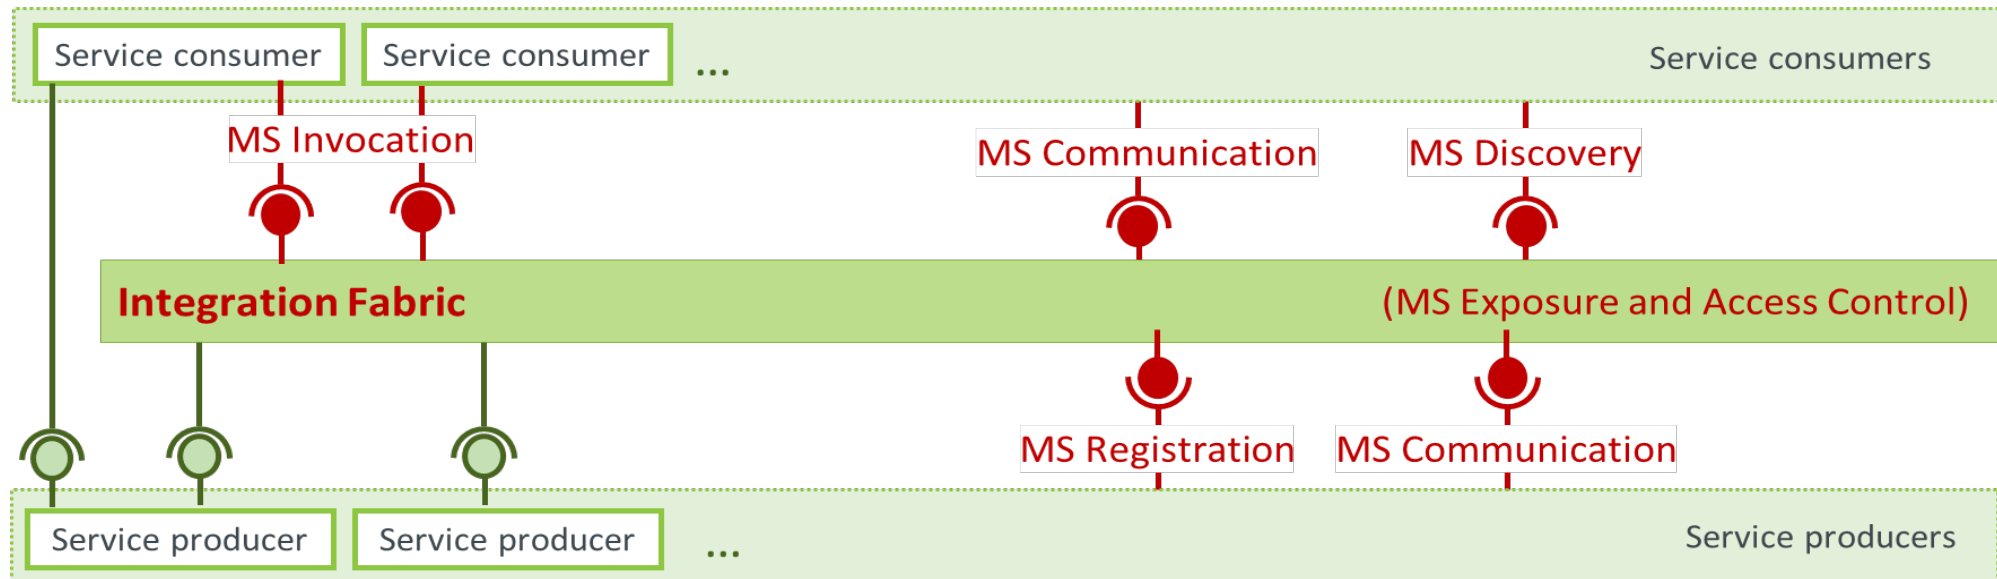 Service consumer
Service consumer
...
Service consumers
MS Invocation
MS Communication
MS Discovery
Integration Fabric
(MS Exposure and Access Control)
MS Registration
MS Communication
Service producer
Service producer
...
Service producers